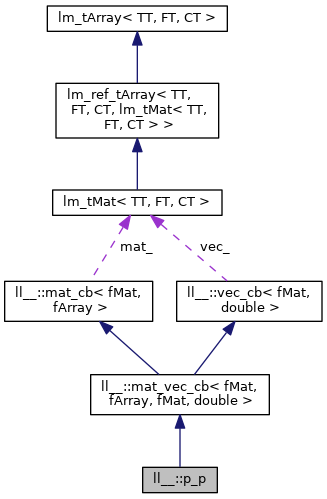 lm_tArray< TT, FT, CT >
lm_ref_tArray< TT,
FT, CT, lm_tMat< TT,
FT, CT > >
lm_tMat< TT, FT, CT >
mat_
vec_
ll__::mat_cb< fMat,
fArray >
ll__::vec_cb< fMat,
double >
ll__::mat_vec_cb< fMat,
fArray, fMat, double >
ll__::p_p